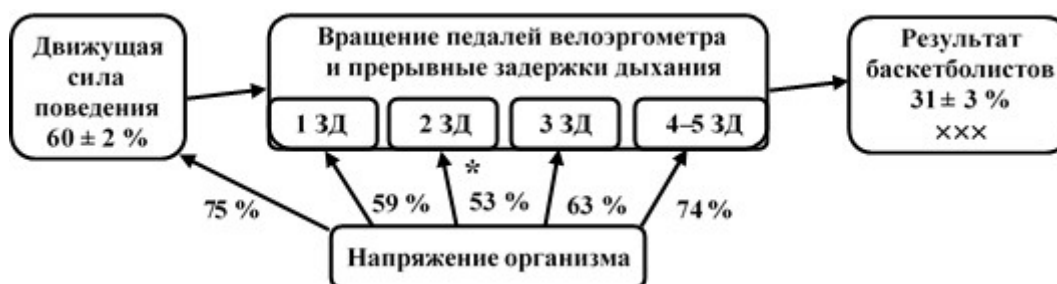 Движущая
сила
поведения
60 ± 2 %
Вращение педалей велоэргометра
и прерывные задержки дыхания
1 ЗД
2 ЗД
3 ЗД
4–5 ЗД
Результат
баскетболистов
31 ± 3 %
×××
*
75 %
59 %
53 %
63 %
74 %
Напряжение организма